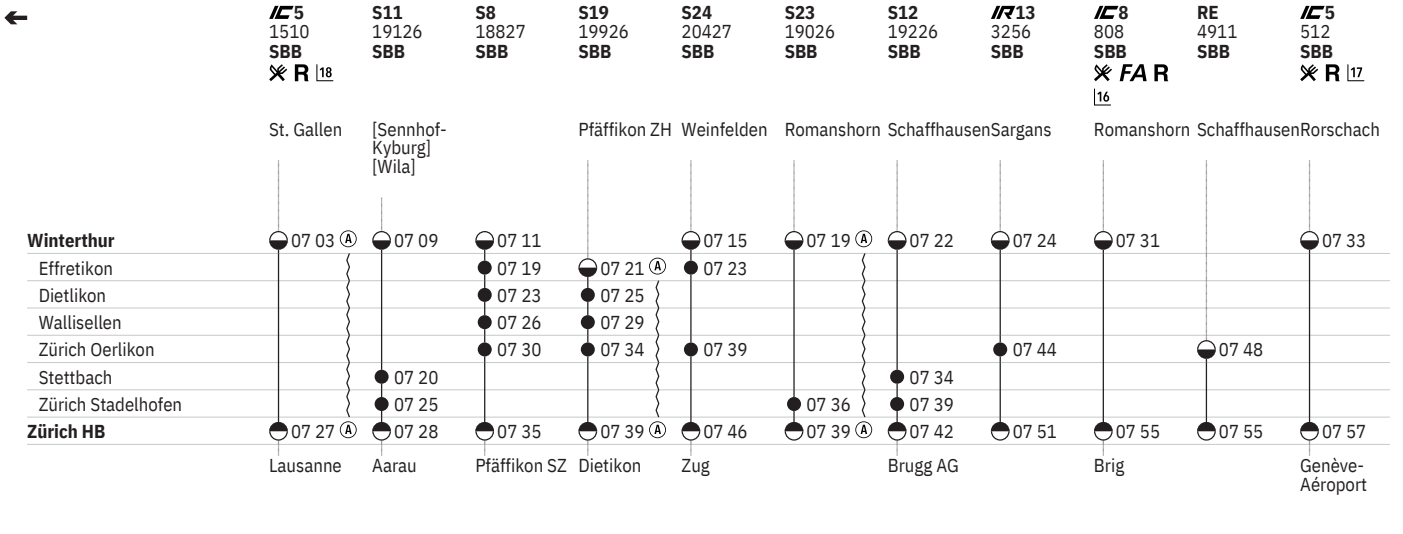 ← IC5 S11 S8 S19 S24 S23 S12 IR13 IC8 RE IC5
1510 19126 18827 19926 20427 19026 19226 3256 808 4911 512
SBB SBB SBB SBB SBB SBB SBB SBB SBB SBB SBB
R 18 FA R R 17
16
St. Gallen [Sennhof- Pfäffikon ZH Weinfelden Romanshorn Schaffhausen Sargans Romanshorn Schaffhausen Rorschach
Kyburg]
[Wila]
Winterthur 07 03 A 07 09 07 11 07 15 07 19 A 07 22 07 24 07 31 07 33
Effretikon 07 19 07 21 A 07 23
Dietlikon 07 23 07 25
Wallisellen 07 26 07 29
Zürich Oerlikon 07 30 07 34 07 39 07 44 07 48
Stettbach 07 20 07 34
Zürich Stadelhofen 07 25 07 36 07 39
Zürich HB 07 27 A 07 28 07 35 07 39 A 07 46 07 39 A 07 42 07 51 07 55 07 55 07 57
Lausanne Aarau Pfäffikon SZ Dietikon Zug Brugg AG Brig Genève-
Aéroport